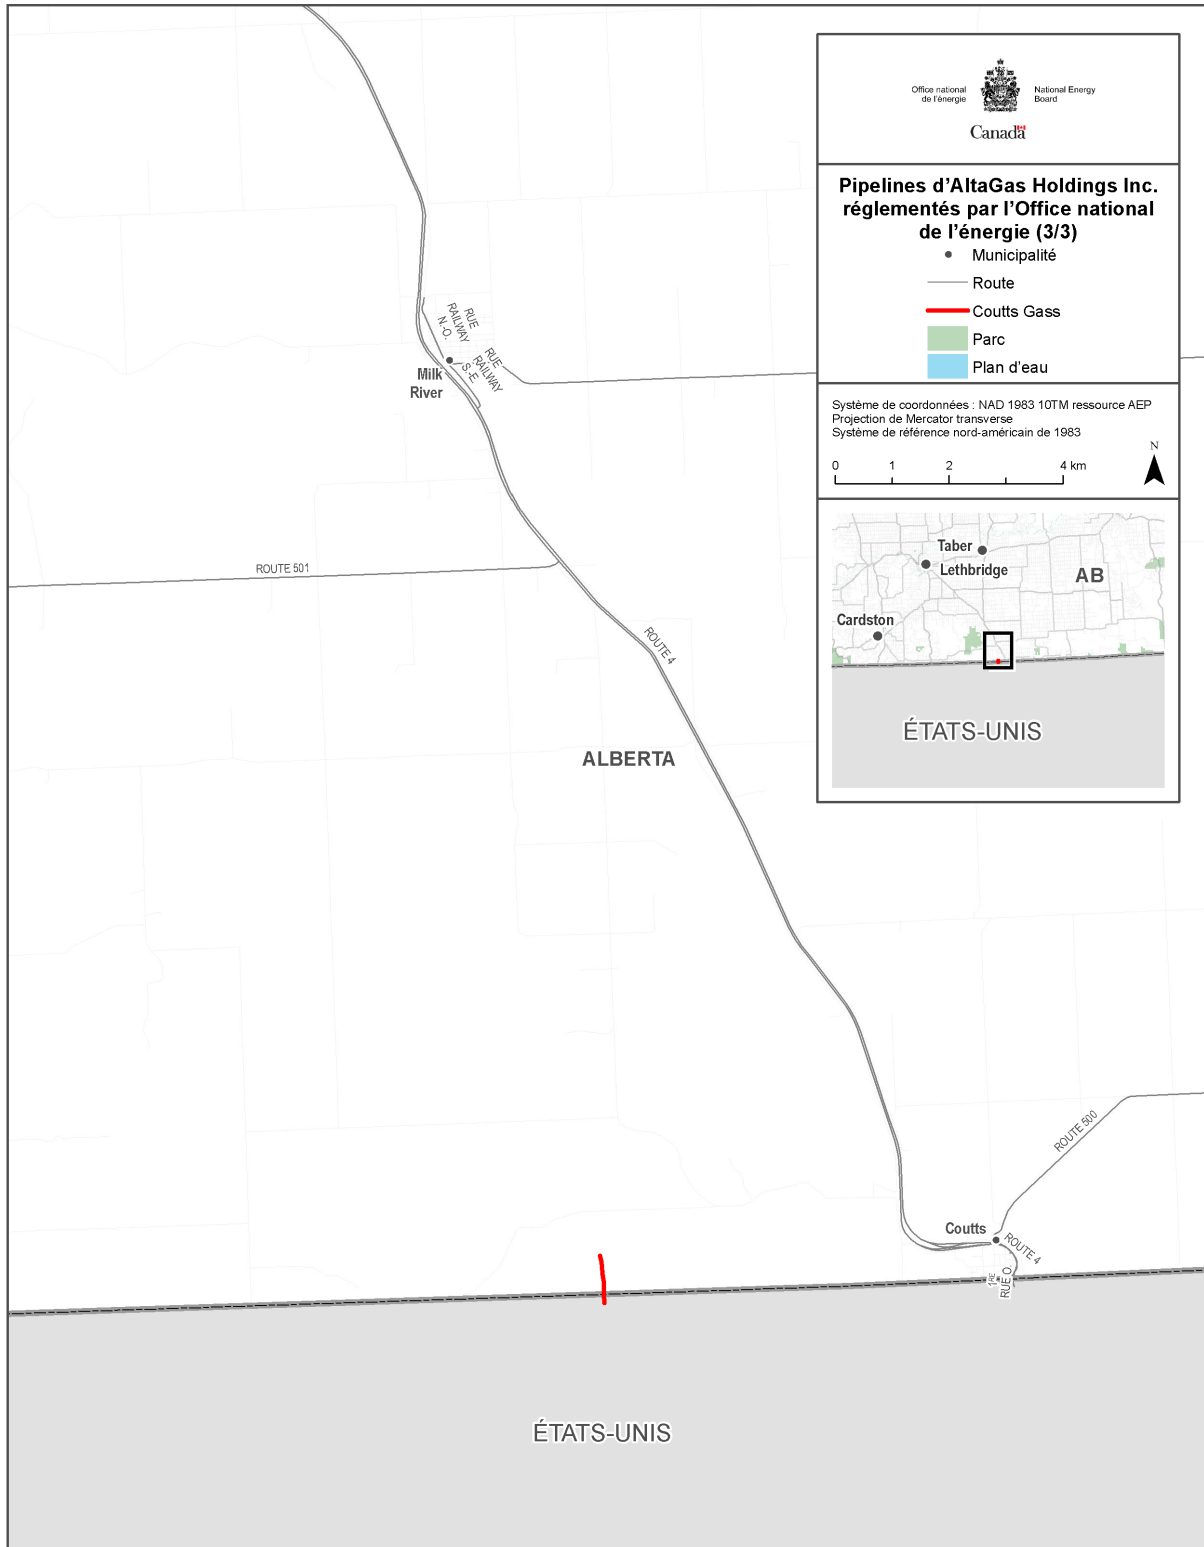 Office national
de l'énergie
National Energy
Board
Canada
Pipelines d'AltaGas Holdings Inc.
réglementés par l'Office national
de l'énergie (3/3)
Municipalité
Route
Coutts Gass
Parc
Plan d'eau
Système de coordonnées : NAD 1983 10TM ressource AEP
Projection de Mercator transverse
Système de référence nord-américain de 1983
N
0 1 2 4 km
Taber
Lethbridge
AB
Cardston
ÉTATS-UNIS
RUE
RAILWAY
N.-O.
RUE
RAILWAY
S.-E.
Milk
River
ROUTE 501
ROUTE 4
ALBERTA
ROUTE 500
Coutts
ROUTE 4
1RE
RUE O.
ÉTATS-UNIS